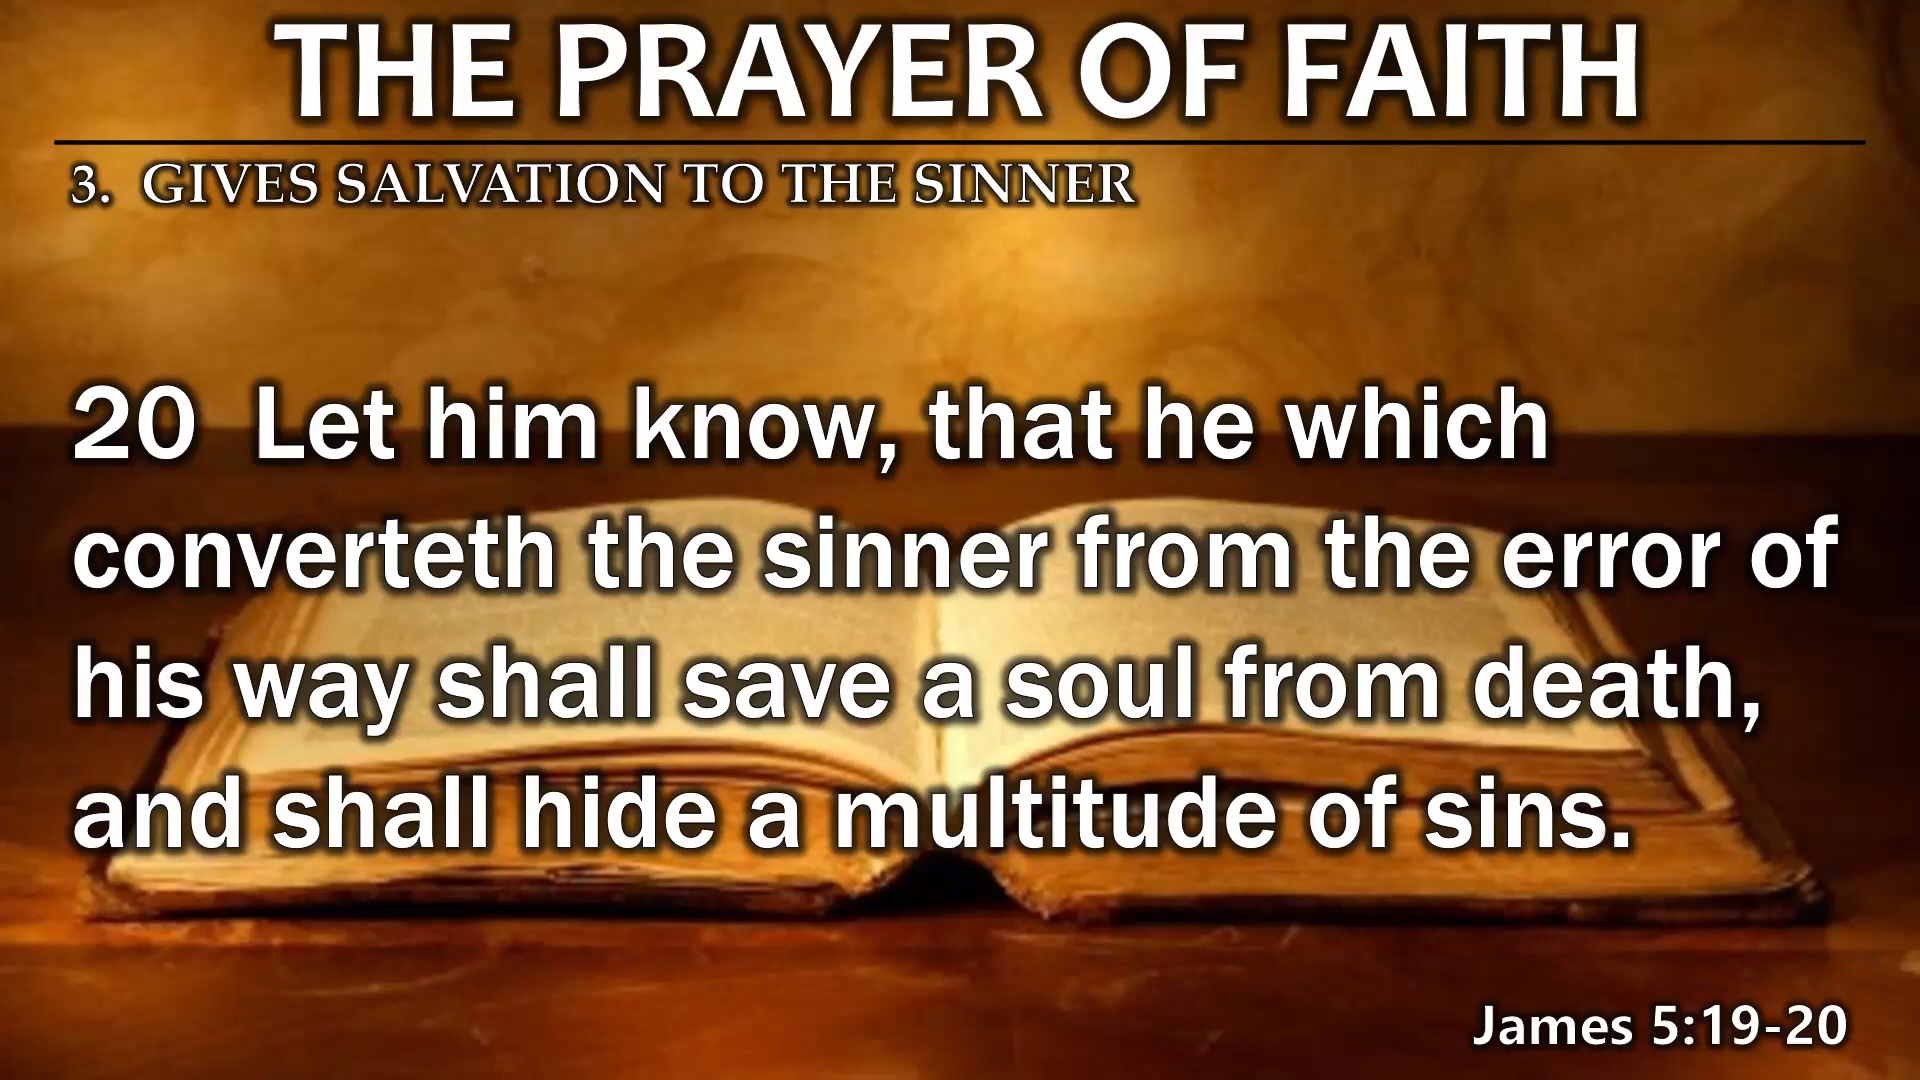 THE PRAYER OF FAITH
3. GIVES SALVATION TO THE SINNER
20 Let him know, that he which
converteth the sinner from the error of
his way shall save a soul from death,
and shall hide a multitude of sins.
James 5:19-20